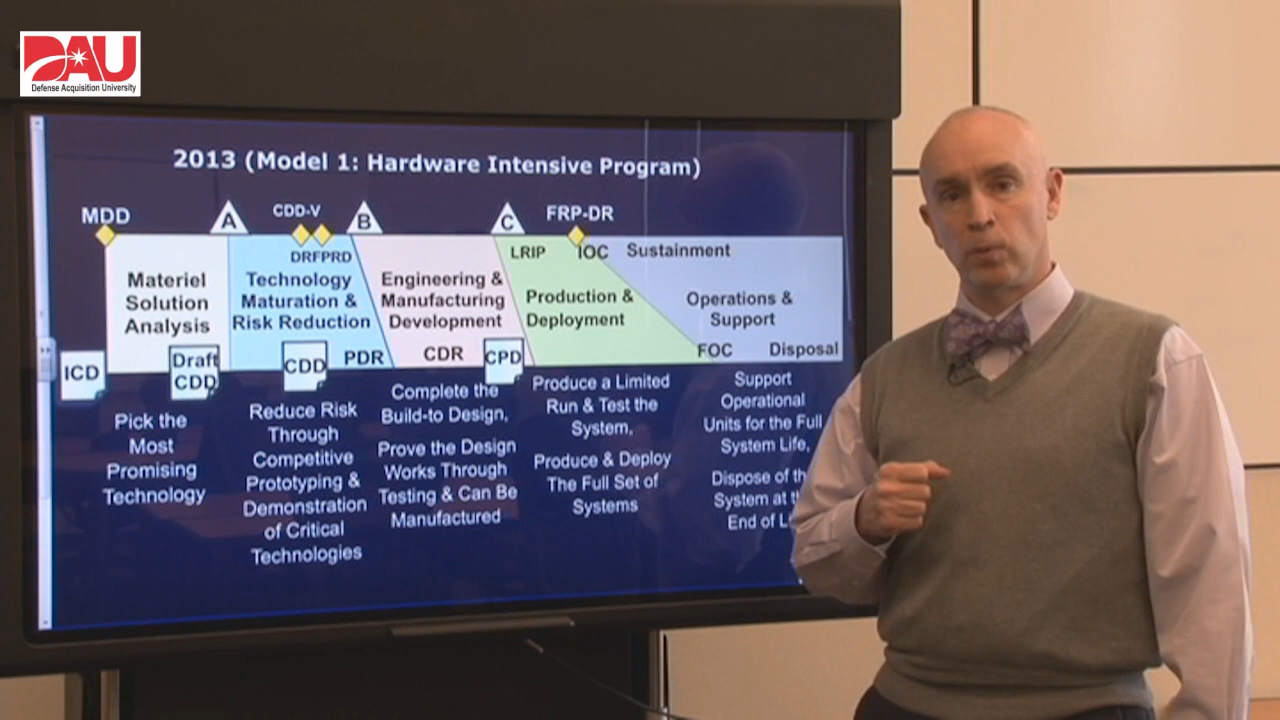 DAU
Defense Acquisition University
2013 (Model 1: Hardware Intensive Program)
MDD
A
CDD-V
B
C
FRP-DR
DRFPRD
LRIP
IOC
Sustainment
Materiel
Solution
Analysis
Technology
Maturation &
Risk Reduction
Engineering &
Manufacturing
Development
Production &
Deployment
Operations &
Support
ICD
Draft
CDD
CDD
PDR
CDR
CPD
FOC
Disposal
Pick the
Most
Promising
Technology
Reduce Risk
Through
Competitive
Prototyping &
Demonstration
of Critical
Technologies
Complete the
Build-to Design,
Prove the Design
Works Through
Testing & Can Be
Manufactured
Produce a Limited
Run & Test the
System,
Produce & Deploy
The Full Set of
Systems
Support
Operational
Units for the Full
System Life,
Dispose of
System at
End of